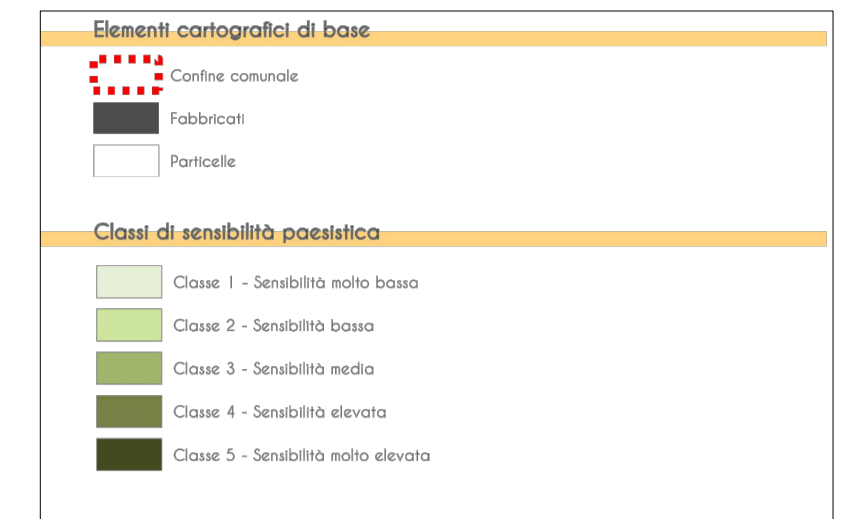 Elementi cartografici di base
Confine comunale
Fabbricati
Particelle
Classi di sensibilità paesistica
Classe 1 - Sensibilità molto bassa
Classe 2 - Sensibilità bassa
Classe 3 - Sensibilità media
Classe 4 - Sensibilità elevata
Classe 5 - Sensibilità molto elevata